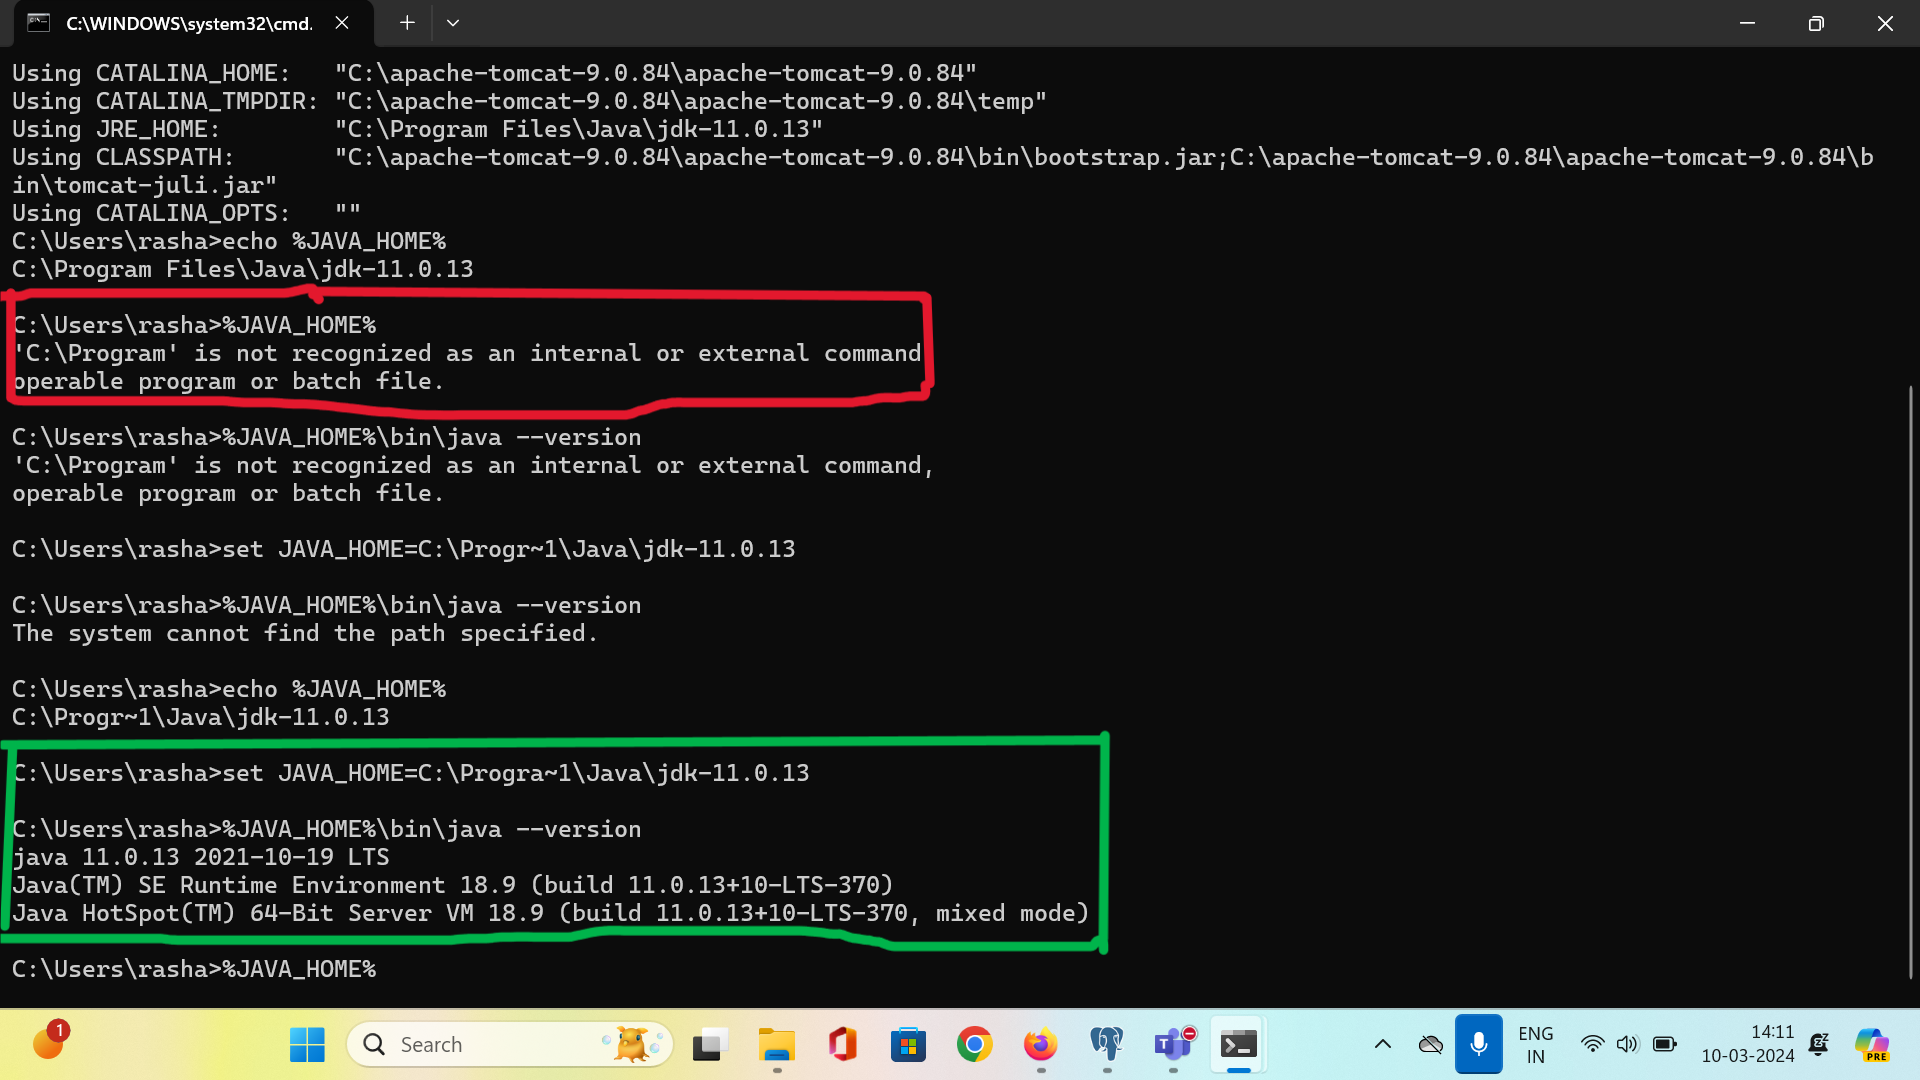 C:\WINDOWS\system32\cmd.
Using CATALINA_HOME:   "C:\apache-tomcat-9.0.84\apache-tomcat-9.0.84"
Using CATALINA_TMPDIR: "C:\apache-tomcat-9.0.84\apache-tomcat-9.0.84\temp"
Using JRE_HOME:        "C:\Program Files\Java\jdk-11.0.13"
Using CLASSPATH:       "C:\apache-tomcat-9.0.84\apache-tomcat-9.0.84\bin\bootstrap.jar;C:\apache-tomcat-9.0.84\apache-tomcat-9.0.84\b
in\tomcat-juli.jar"
Using CATALINA_OPTS:   ""
C:\Users\rasha>echo %JAVA_HOME%
C:\Program Files\Java\jdk-11.0.13
C:\Users\rasha>%JAVA_HOME%
'C:\Program' is not recognized as an internal or external command
operable program or batch file.
C:\Users\rasha>%JAVA_HOME%\bin\java --version
'C:\Program' is not recognized as an internal or external command,
operable program or batch file.
C:\Users\rasha>set JAVA_HOME=C:\Progr~1\Java\jdk-11.0.13
C:\Users\rasha>%JAVA_HOME%\bin\java --version
The system cannot find the path specified.
C:\Users\rasha>echo %JAVA_HOME%
C:\Progr~1\Java\jdk-11.0.13
C:\Users\rasha>set JAVA_HOME=C:\Progra~1\Java\jdk-11.0.13
C:\Users\rasha>%JAVA_HOME%\bin\java --version
java 11.0.13 2021-10-19 LTS
Java(TM) SE Runtime Environment 18.9 (build 11.0.13+10-LTS-370)
Java HotSpot(TM) 64-Bit Server VM 18.9 (build 11.0.13+10-LTS-370, mixed mode)
C:\Users\rasha>%JAVA_HOME%
1
Search
T
ENG
IN
14:11
10-03-2024
PRE